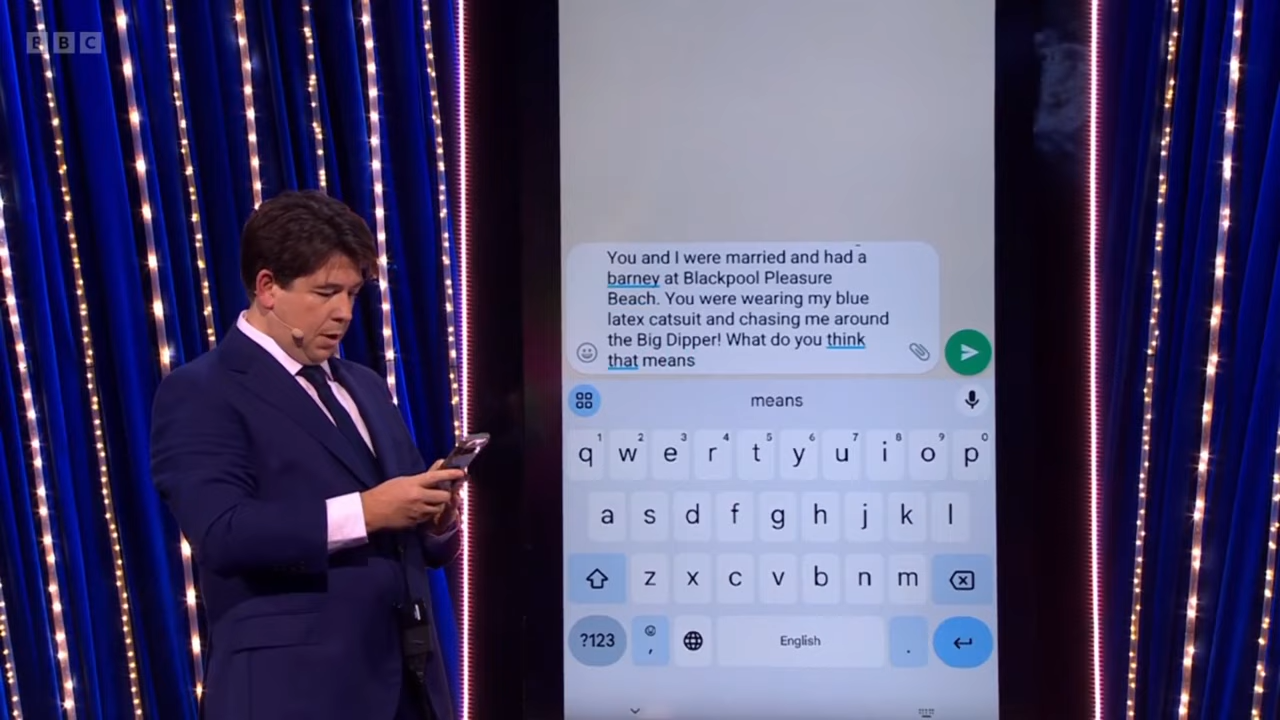 BBC
You and I were married and had a
barney at Blackpool Pleasure
Beach. You were wearing my blue
latex catsuit and chasing me around
the Big Dipper! What do you think
that means
means
1 2 3 4 5 6 7 8 9 0
q w e r t y u i o p
a s d f g h j k l
z x c v b n m
?123 , English .